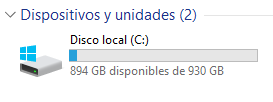 Dispositivos y unidades (2)
Disco local (C:)
894 GB disponibles de 930 GB